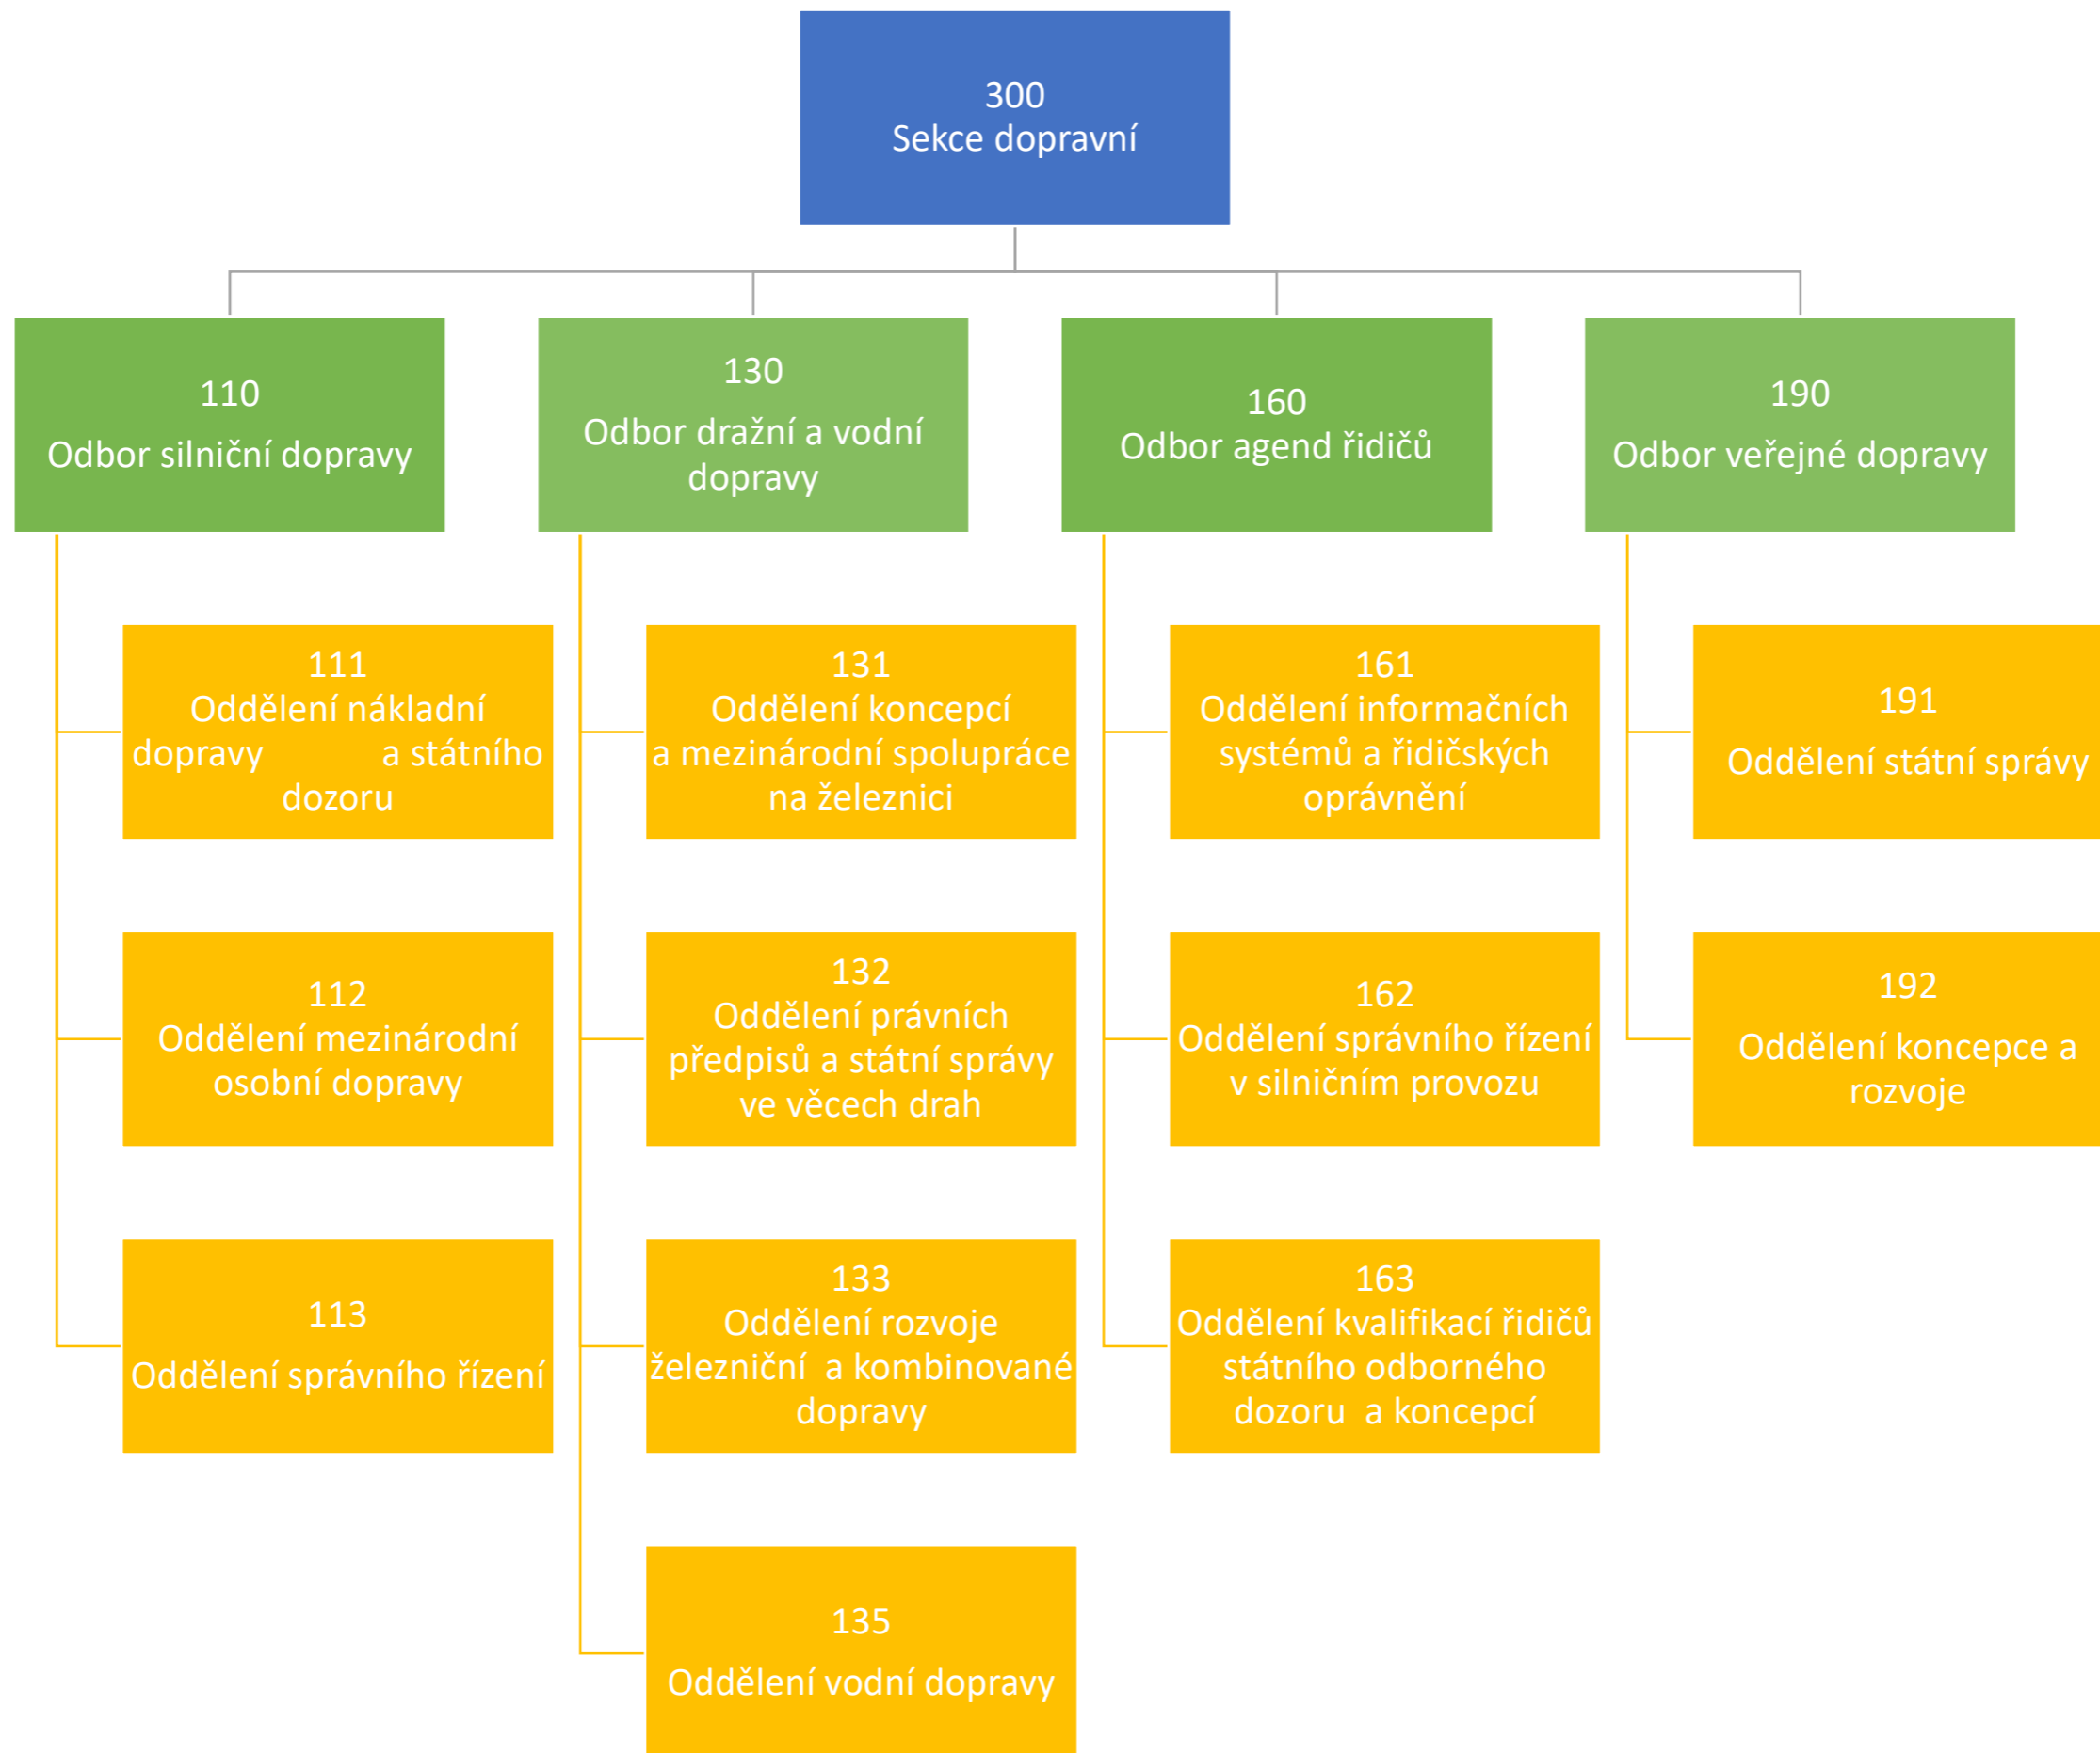 300
Sekce dopravní
110
Odbor silniční dopravy
130
Odbor dražní a vodní
dopravy
160
Odbor agend řidičů
190
Odbor veřejné dopravy
111
Oddělení nákladní
dopravy a státního
dozoru
131
Oddělení koncepcí
a mezinárodní spolupráce
na železnici
161
Oddělení informačních
systémů a řidičských
oprávnění
191
Oddělení státní správy
112
Oddělení mezinárodní
osobní dopravy
132
Oddělení právních
předpisů a státní správy
ve věcech drah
162
Oddělení správního řízení
v silničním provozu
192
Oddělení koncepce a
rozvoje
113
Oddělení správního řízení
133
Oddělení rozvoje
železniční a kombinované
dopravy
163
Oddělení kvalifikací řidičů
státního odborného
dozoru a koncepcí
135
Oddělení vodní dopravy